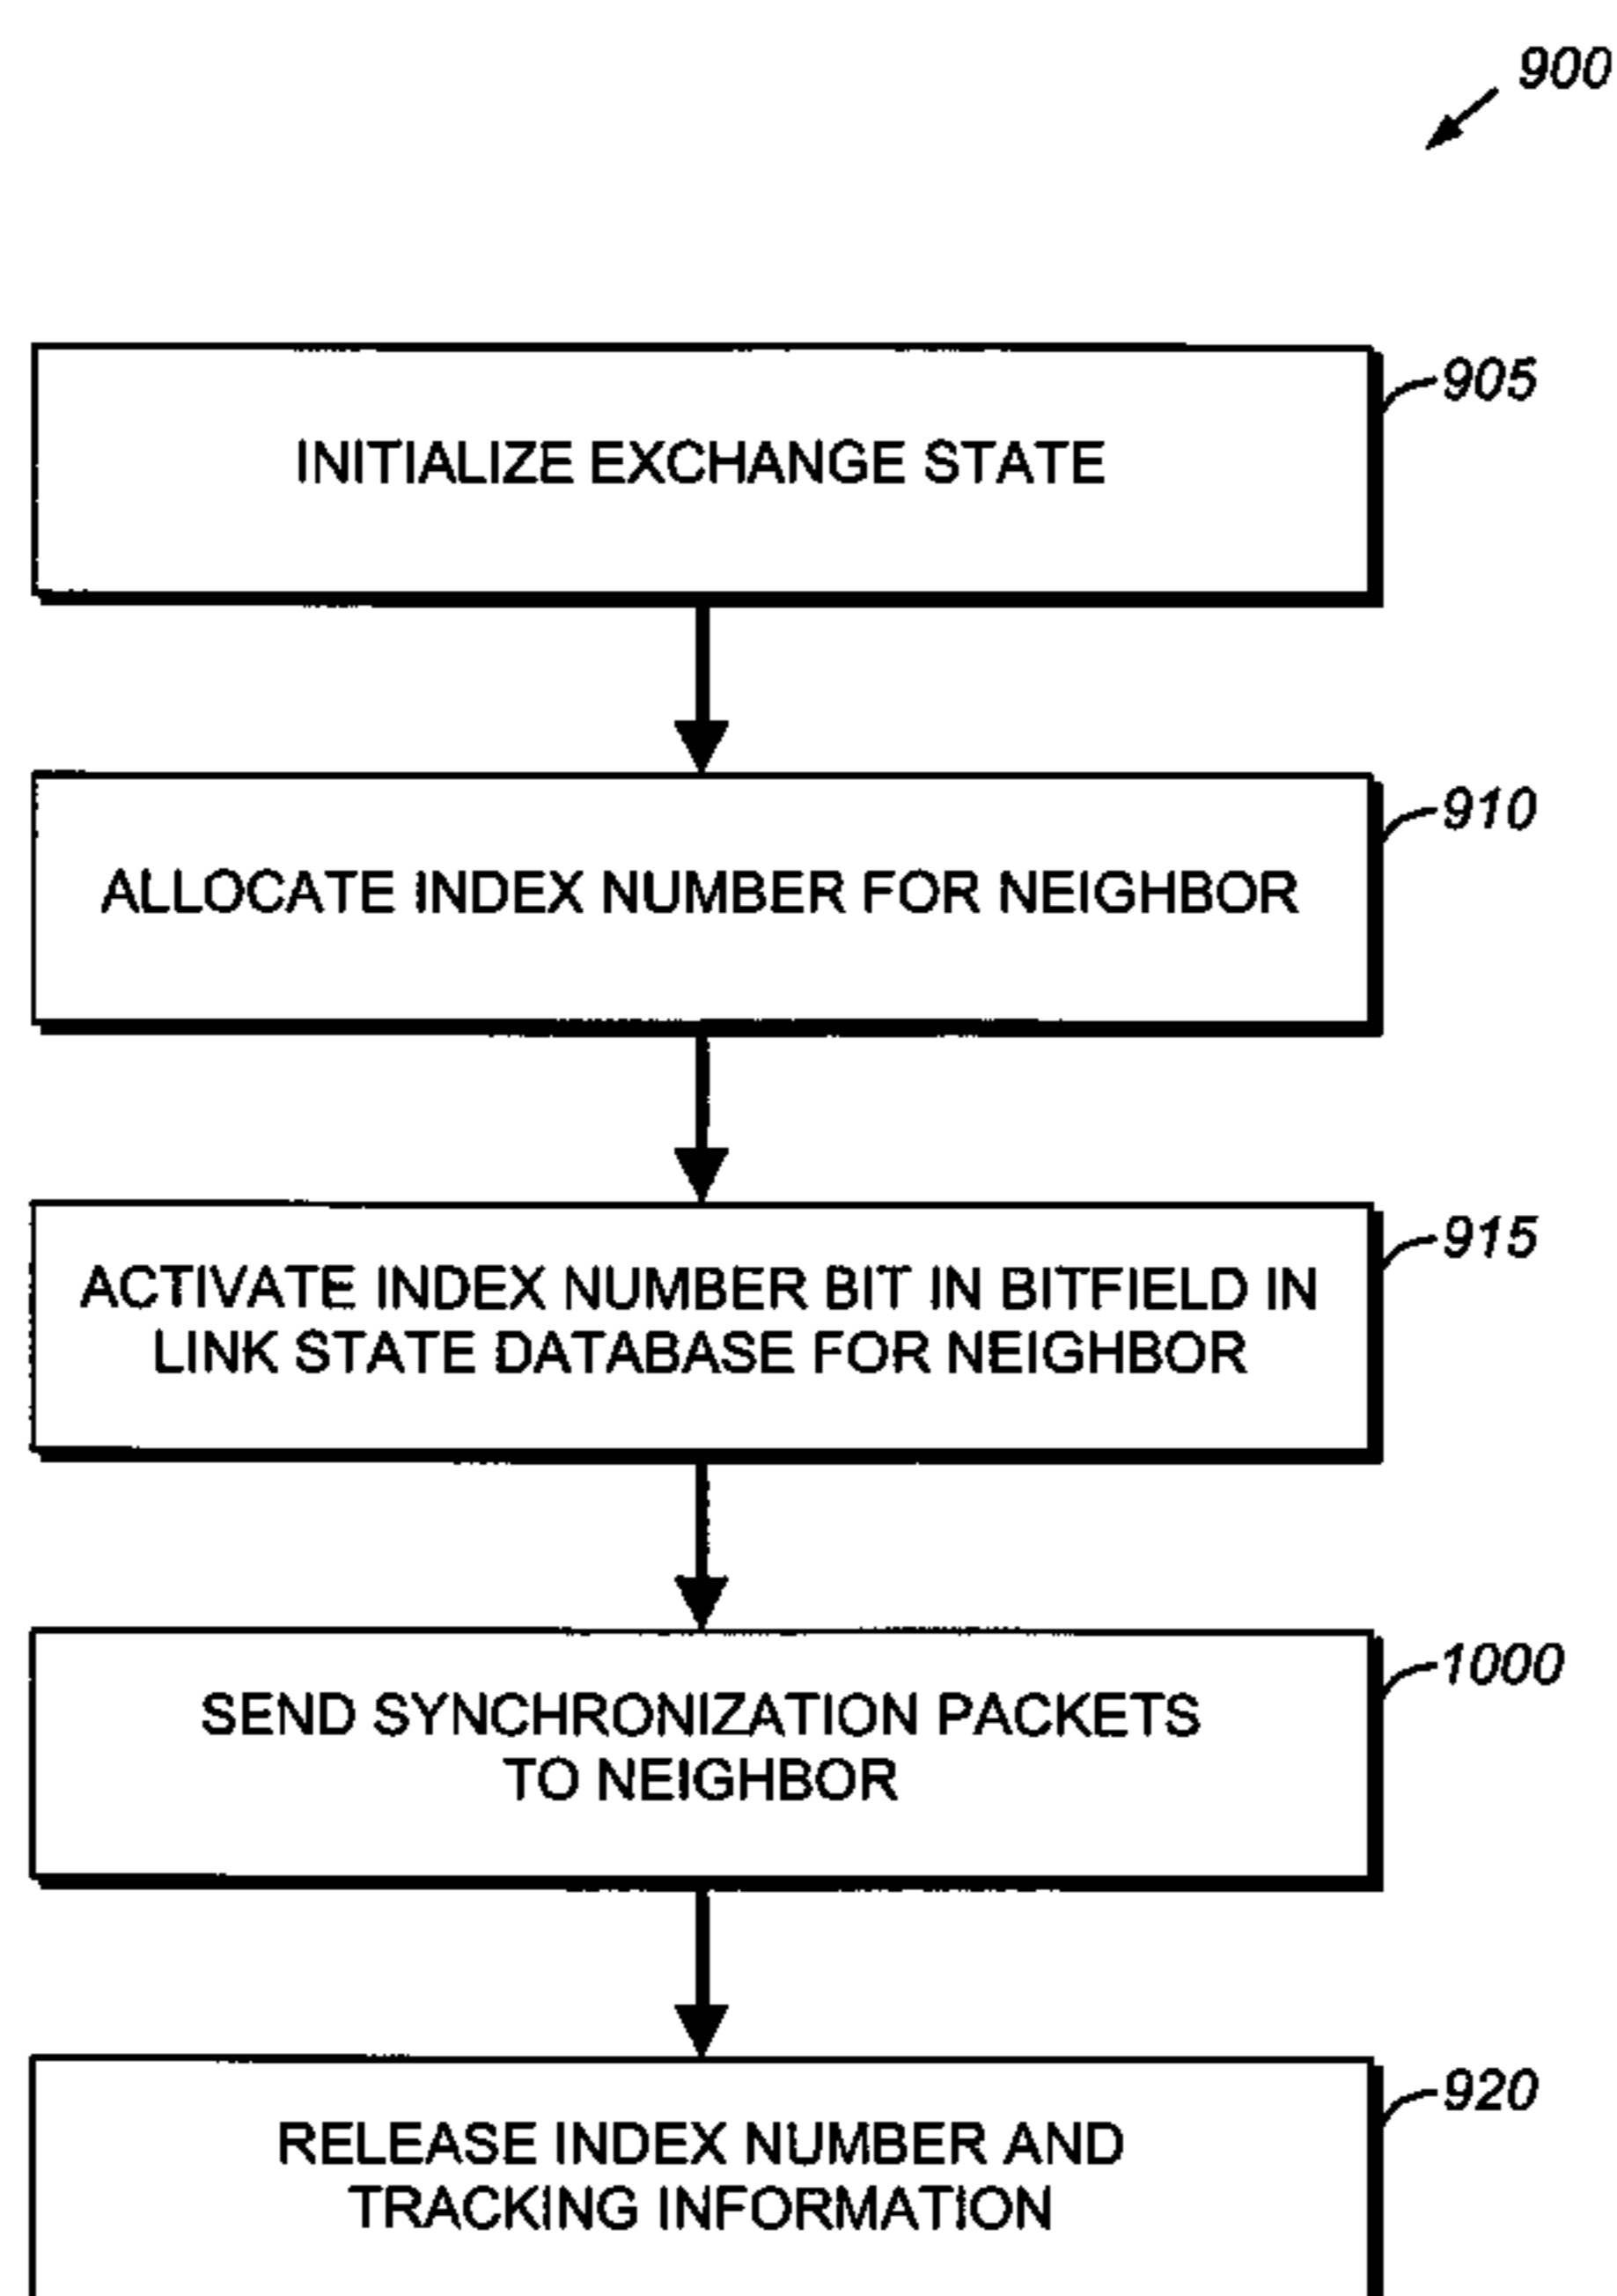 900
905
INITIALIZE EXCHANGE STATE
910
ALLOCATE INDEX NUMBER FOR NEIGHBOR
915
ACTIVATE INDEX NUMBER BIT IN BITFIELD IN
LINK STATE DATABASE FOR NEIGHBOR
1000
SEND SYNCHRONIZATION PACKETS
TO NEIGHBOR
920
RELEASE INDEX NUMBER AND
TRACKING INFORMATION